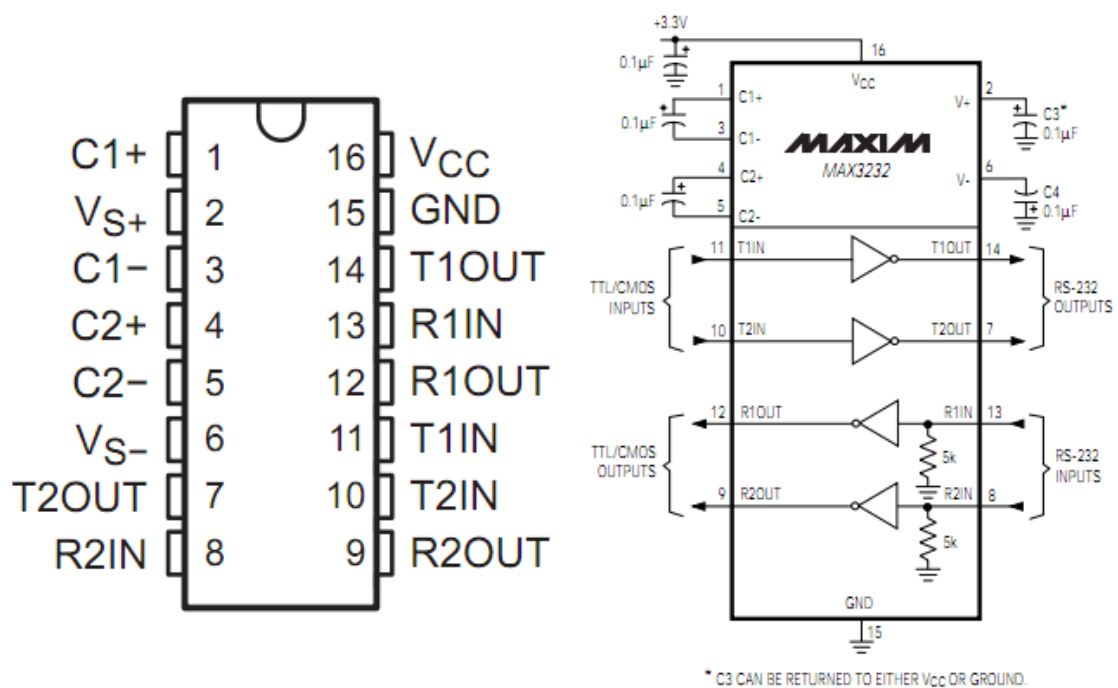 C1+ 1 16 VCC
VS+ 2 15 GND
C1− 3 14 T1OUT
C2+ 4 13 R1IN
C2− 5 12 R1OUT
VS− 6 11 T1IN
T2OUT 7 10 T2IN
R2IN 8 9 R2OUT
+3.3V
0.1µF +
16
VCC
1 C1+
+ 0.1µF
3 C1-
V+ 2
+ C3*
0.1µF
MAXIM
MAX3232
4 C2+
0.1µF +
5 C2-
V- 6
C4
+ 0.1µF
11 T1IN T1OUT 14
TTL/CMOS
INPUTS
RS-232
OUTPUTS
10 T2IN T2OUT 7
12 R1OUT R1IN 13
5k
TTL/CMOS
OUTPUTS
RS-232
INPUTS
9 R2OUT R2IN 8
5k
GND
15
* C3 CAN BE RETURNED TO EITHER VCC OR GROUND.